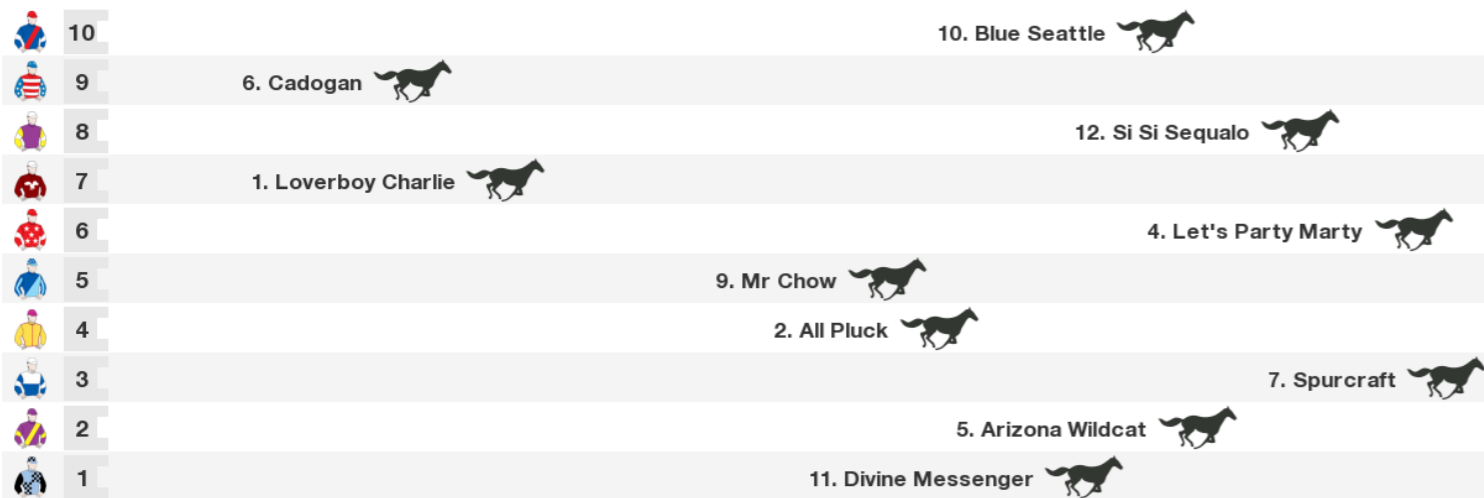 10 10. Blue Seattle
9 6. Cadogan
8 12. Si Si Sequalo
7 1. Loverboy Charlie
6 4. Let's Party Marty
5 9. Mr Chow
4 2. All Pluck
3 7. Spurcraft
2 5. Arizona Wildcat
1 11. Divine Messenger